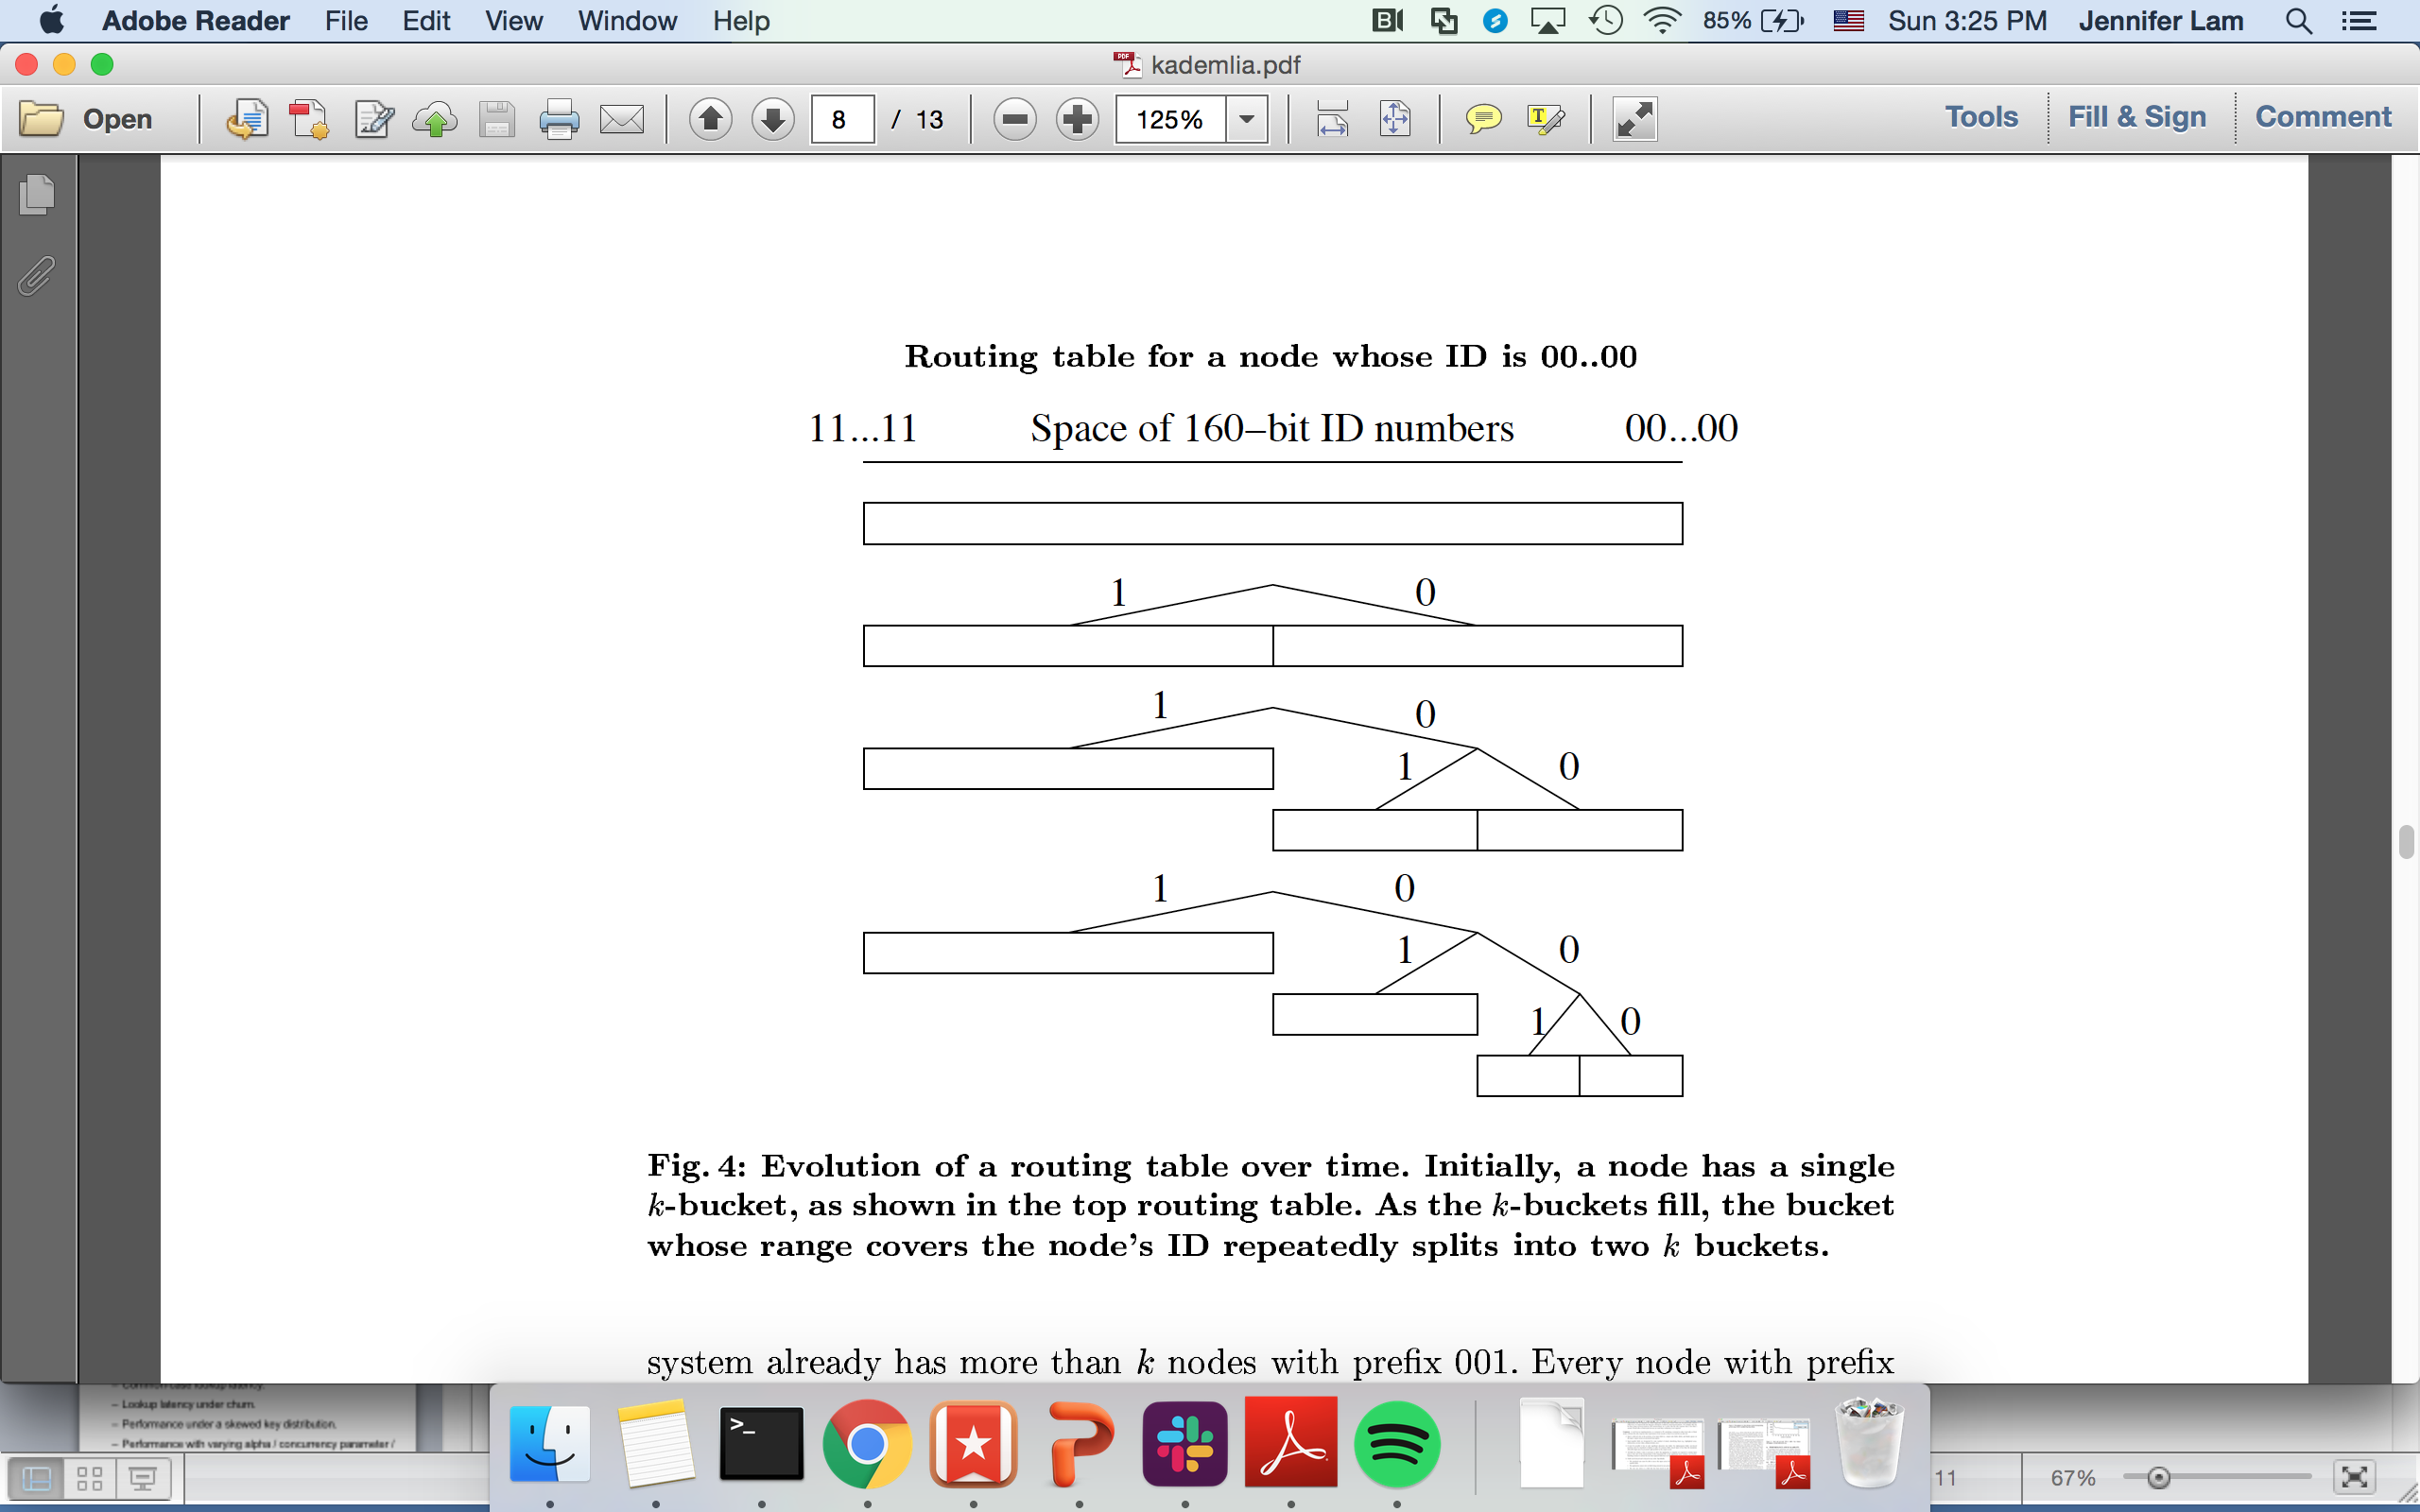 Adobe Reader File Edit View Window Help 85% Sun 3:25 PM Jennifer Lam
kademlia.pdf
Open 8 / 13 125% Tools Fill & Sign Comment
Routing table for a node whose ID is 00..00
11...11 Space of 160–bit ID numbers 00...00
1 0
1 0
1 0
1 0
1 0
1 0
Fig. 4: Evolution of a routing table over time. Initially, a node has a single
k-bucket, as shown in the top routing table. As the k-buckets fill, the bucket
whose range covers the node's ID repeatedly splits into two k buckets.
system already has more than k nodes with prefix 001. Every node with prefix
– Lookup latency under churn.
– Performance under a skewed key distribution.
– Performance with varying alpha / concurrency parameter /
11 67%